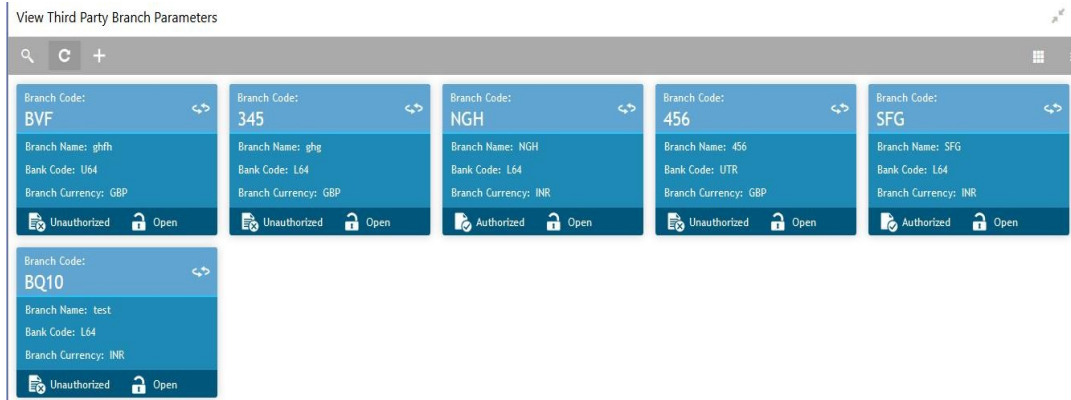 View Third Party Branch Parameters
Branch Code:
BVF
Branch Name: ghfh
Bank Code: U64
Branch Currency: GBP
Unauthorized Open
Branch Code:
345
Branch Name: ghg
Bank Code: L64
Branch Currency: GBP
Unauthorized Open
Branch Code:
NGH
Branch Name: NGH
Bank Code: L64
Branch Currency: INR
Authorized Open
Branch Code:
456
Branch Name: 456
Bank Code: UTR
Branch Currency: GBP
Unauthorized Open
Branch Code:
SFG
Branch Name: SFG
Bank Code: L64
Branch Currency: INR
Authorized Open
Branch Code:
BQ10
Branch Name: test
Bank Code: L64
Branch Currency: INR
Unauthorized Open